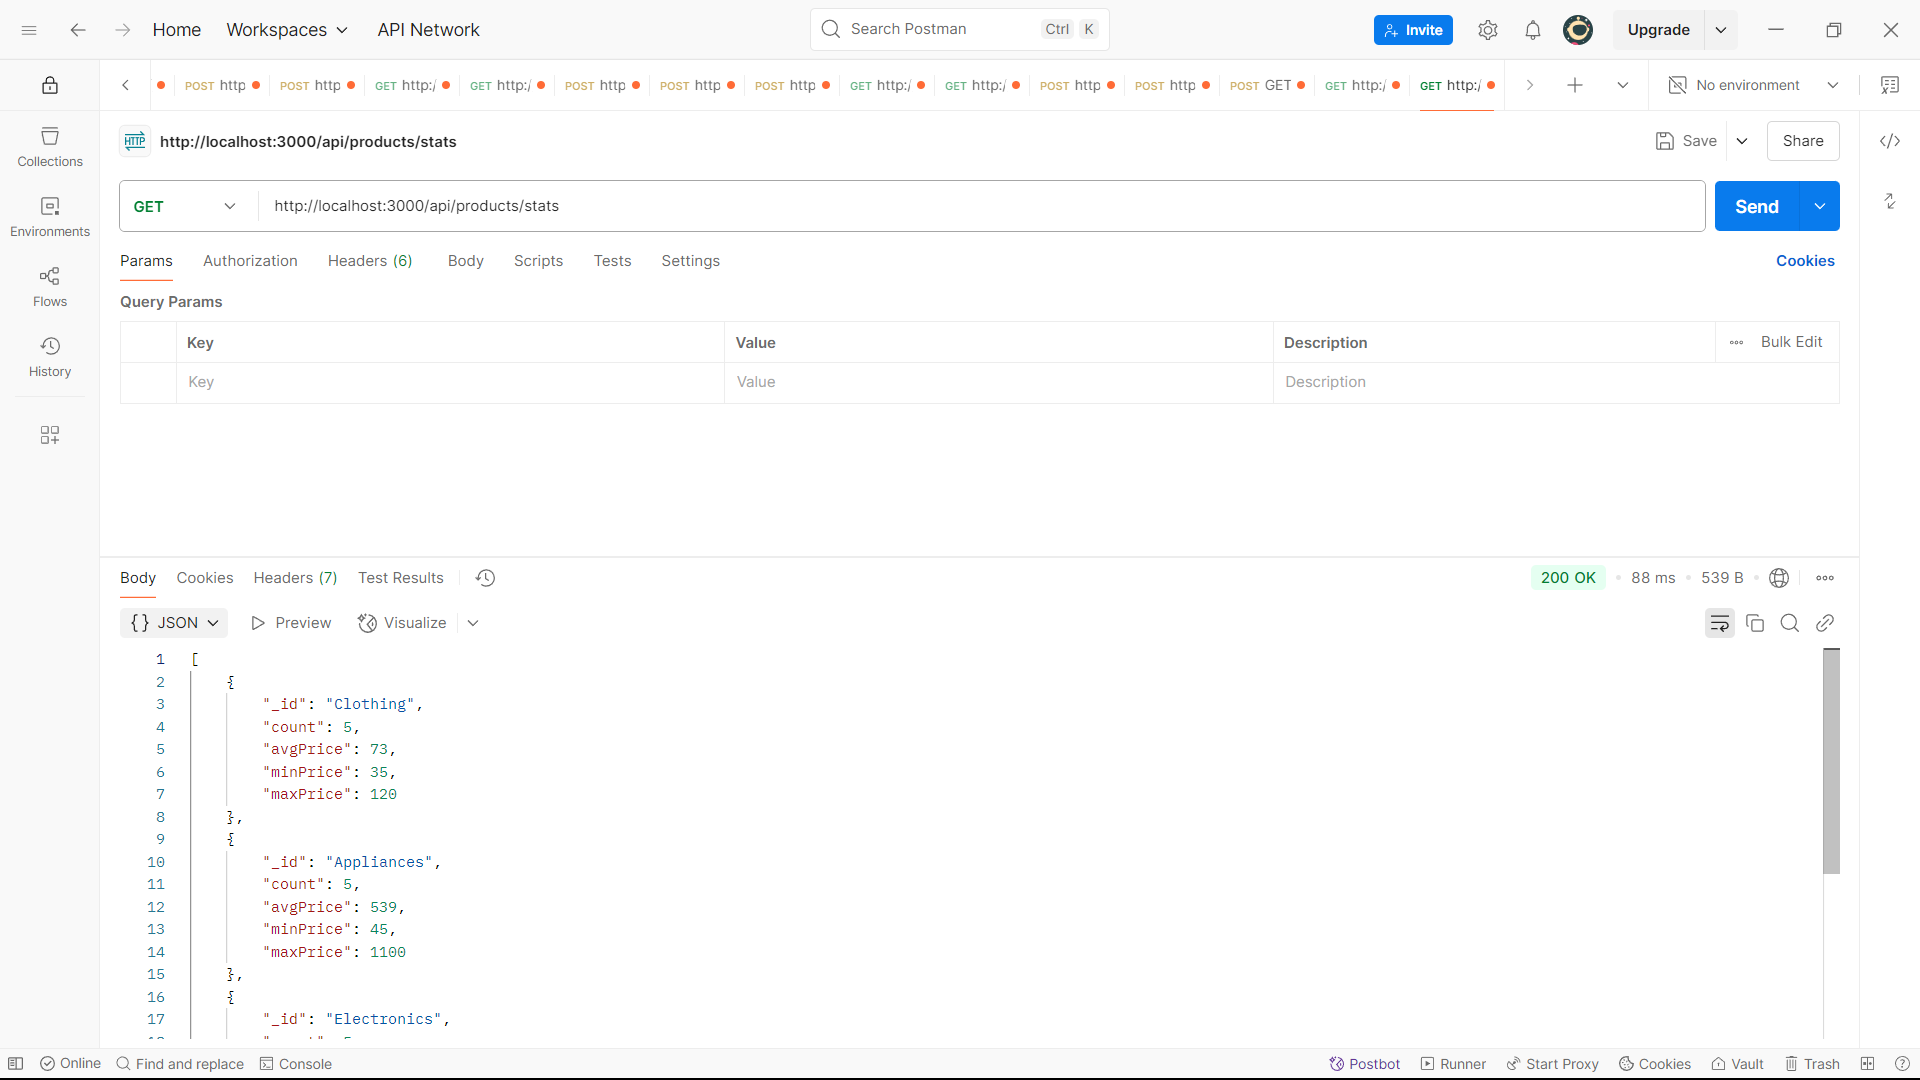 Home Workspaces API Network Search Postman Ctrl K Invite Upgrade
POST http POST http GET http:/ GET http:/ POST http POST http POST http GET http:/ GET http:/ POST http POST http POST GET GET http:/ GET http:/ No environment
HTTP http://localhost:3000/api/products/stats Save Share
GET http://localhost:3000/api/products/stats Send
Params Authorization Headers (6) Body Scripts Tests Settings Cookies
Query Params
Key Value Description Bulk Edit
Key Value Description
Collections
Environments
Flows
History
Body Cookies Headers (7) Test Results 200 OK 88 ms 539 B
{} JSON Preview Visualize
1 [
2 {
3 "_id": "Clothing",
4 "count": 5,
5 "avgPrice": 73,
6 "minPrice": 35,
7 "maxPrice": 120
8 },
9 {
10 "_id": "Appliances",
11 "count": 5,
12 "avgPrice": 539,
13 "minPrice": 45,
14 "maxPrice": 1100
15 },
16 {
17 "_id": "Electronics",
Online Find and replace Console Postbot Runner Start Proxy Cookies Vault Trash